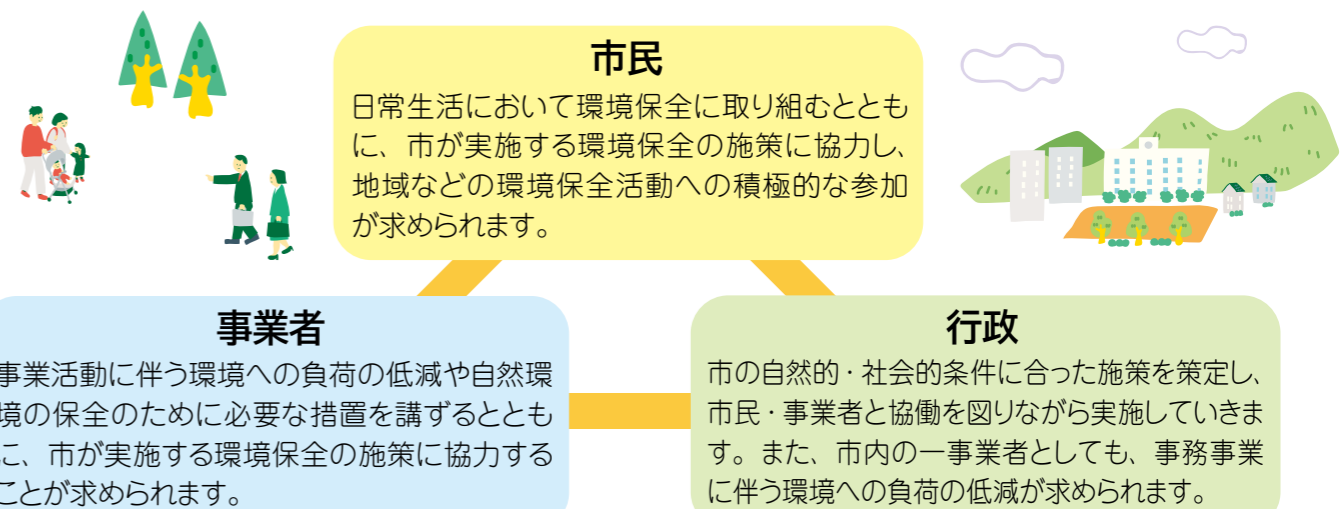 市民
日常生活において環境保全に取り組むととも
に、市が実施する環境保全の施策に協力し、
地域などの環境保全活動への積極的な参加
が求められます。
事業者
事業活動に伴う環境への負荷の低減や自然環
境の保全のために必要な措置を講ずるととも
に、市が実施する環境保全の施策に協力する
ことが求められます。
行政
市の自然的・社会的条件に合った施策を策定し、
市民・事業者と協働を図りながら実施していきま
す。また、市内の一事業者としても、事務事業
に伴う環境への負荷の低減が求められます。